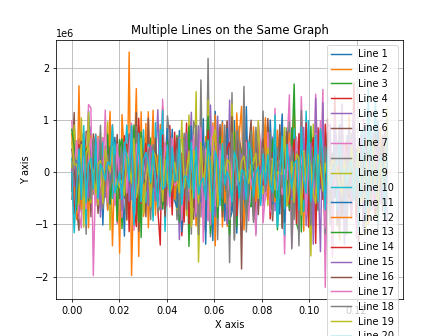 Multiple Lines on the Same Graph
1e6
2
1
0
−1
−2
Y axis
0.00
0.02
0.04
0.06
0.08
0.10
X axis
Line 1
Line 2
Line 3
Line 4
Line 5
Line 6
Line 7
Line 8
Line 9
Line 10
Line 11
Line 12
Line 13
Line 14
Line 15
Line 16
Line 17
Line 18
Line 19
Line 20